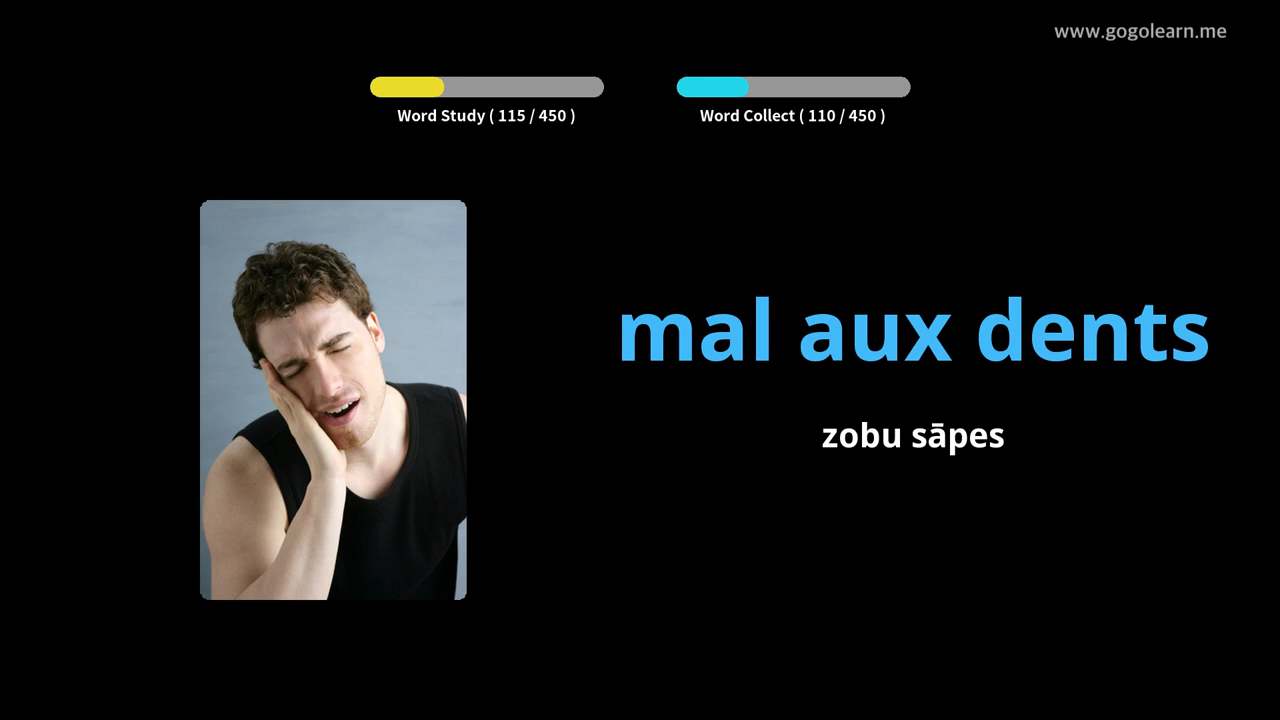 www.gogolearn.me
Word Study ( 115 / 450 )
Word Collect ( 110 / 450 )
mal aux dents
zobu sāpes